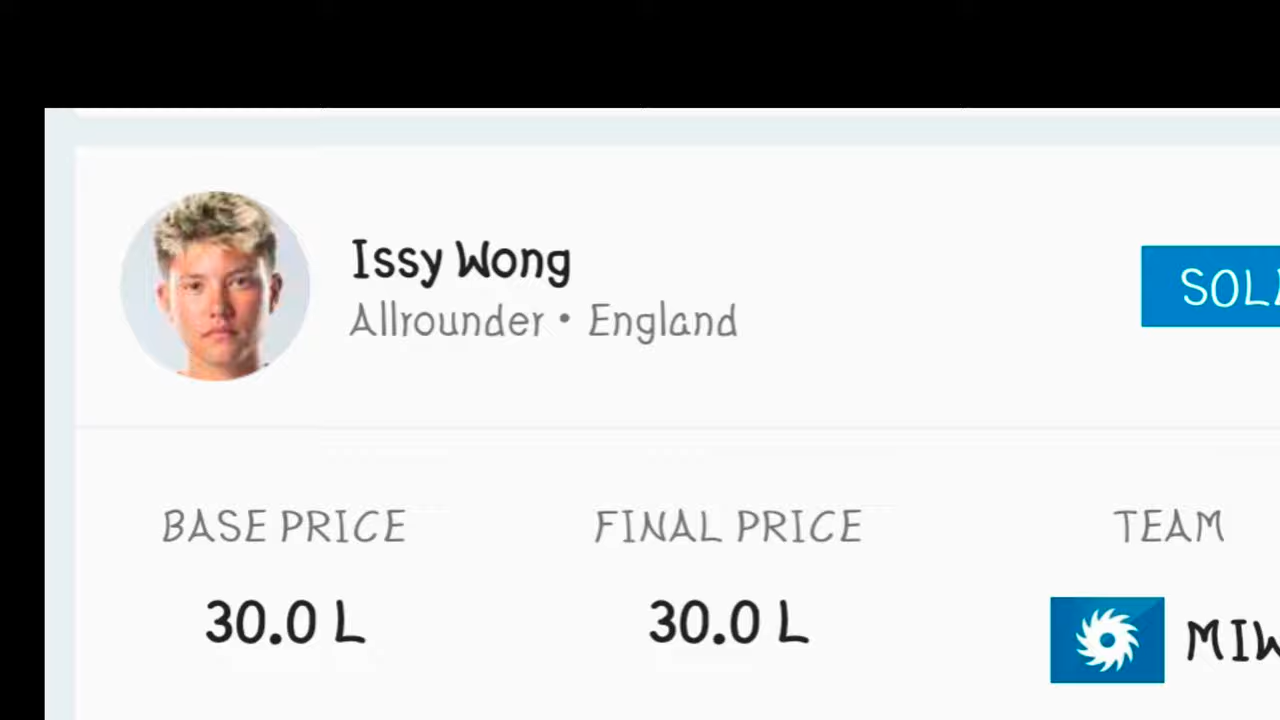 Issy Wong
Allrounder • England
BASE PRICE
FINAL PRICE
TEAM
30.0 L
30.0 L